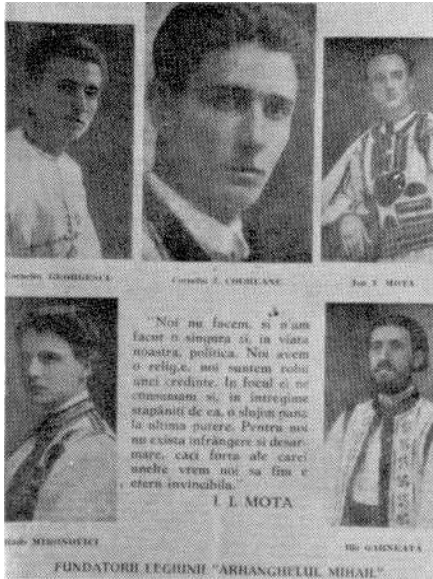 Corneliu GEORGESCU
Corneliu Z. CODREANU
Ion I. MOTA
"Noi nu facem, si n'am
facut o singura zi, in viata
noastra, politica. Noi avem
o religie, noi suntem robii
unei credinte. In focul ei ne
consumam si, in intregime
stapaniti de ea, o slujim pana
la ultima putere. Pentru noi
nu exista infrangere si desar-
mare, caci forta ale carei
unelte vrem noi sa fim e
etern invincibila."
I. I. MOTA
Radu MIRONOVICI
Ilie GARNEATA
FUNDATORII LEGIUNII "ARHANGHELUL MIHAIL"